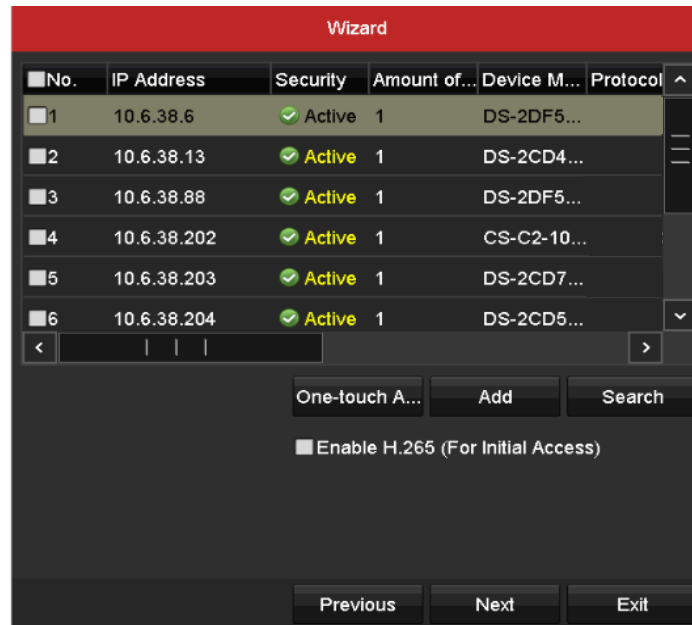 Wizard
No. IP Address Security Amount of... Device M... Protocol
1 10.6.38.6 Active 1 DS-2DF5...
2 10.6.38.13 Active 1 DS-2CD4...
3 10.6.38.88 Active 1 DS-2DF5...
4 10.6.38.202 Active 1 CS-C2-10...
5 10.6.38.203 Active 1 DS-2CD7...
6 10.6.38.204 Active 1 DS-2CD5...
One-touch A... Add Search
Enable H.265 (For Initial Access)
Previous Next Exit